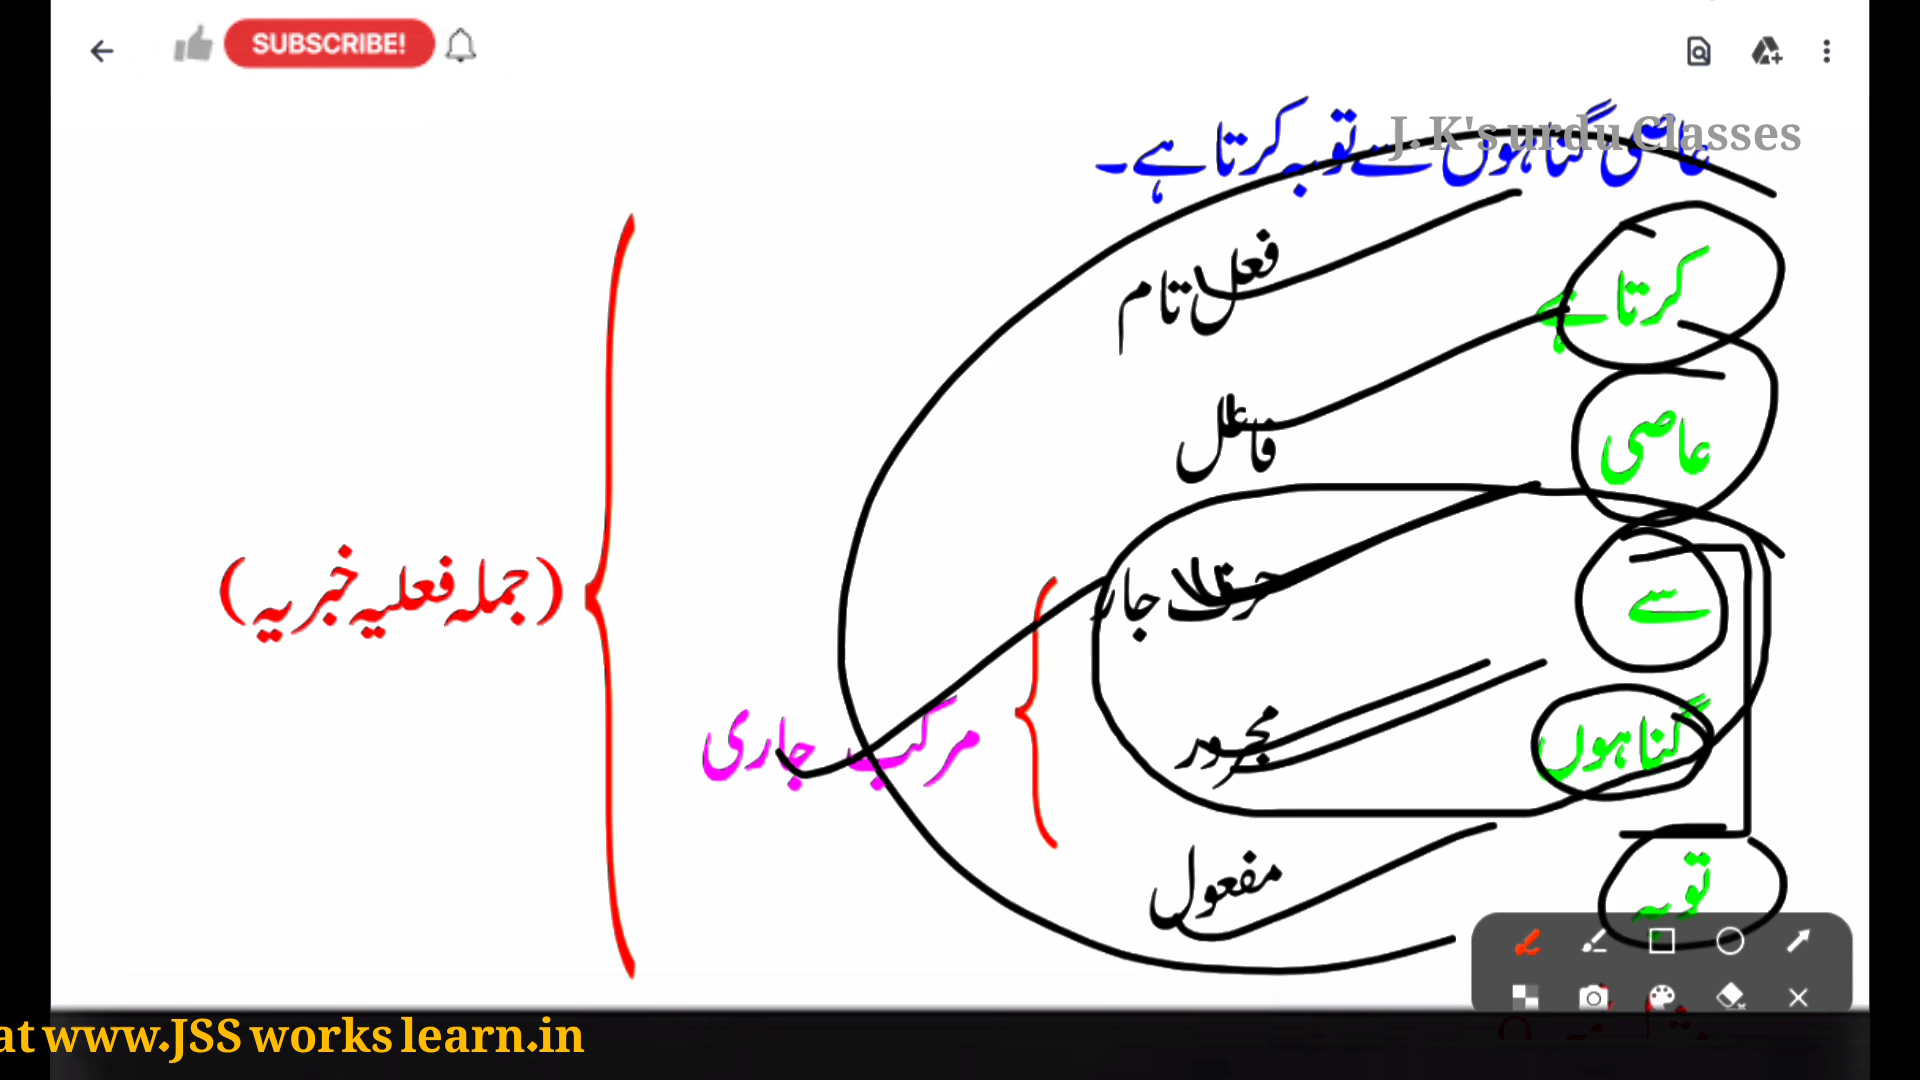 SUBSCRIBE!
J. K's urdu Classes
عاصی گناہوں سے توبہ کرتا ہے۔
کرتا ہے فعل تام
عاصی فاعل
سے حرف جار
(جملہ فعلیہ خبریہ)
گناہوں مجرور مرکب جاری
توبہ مفعول
at www.JSS works learn.in